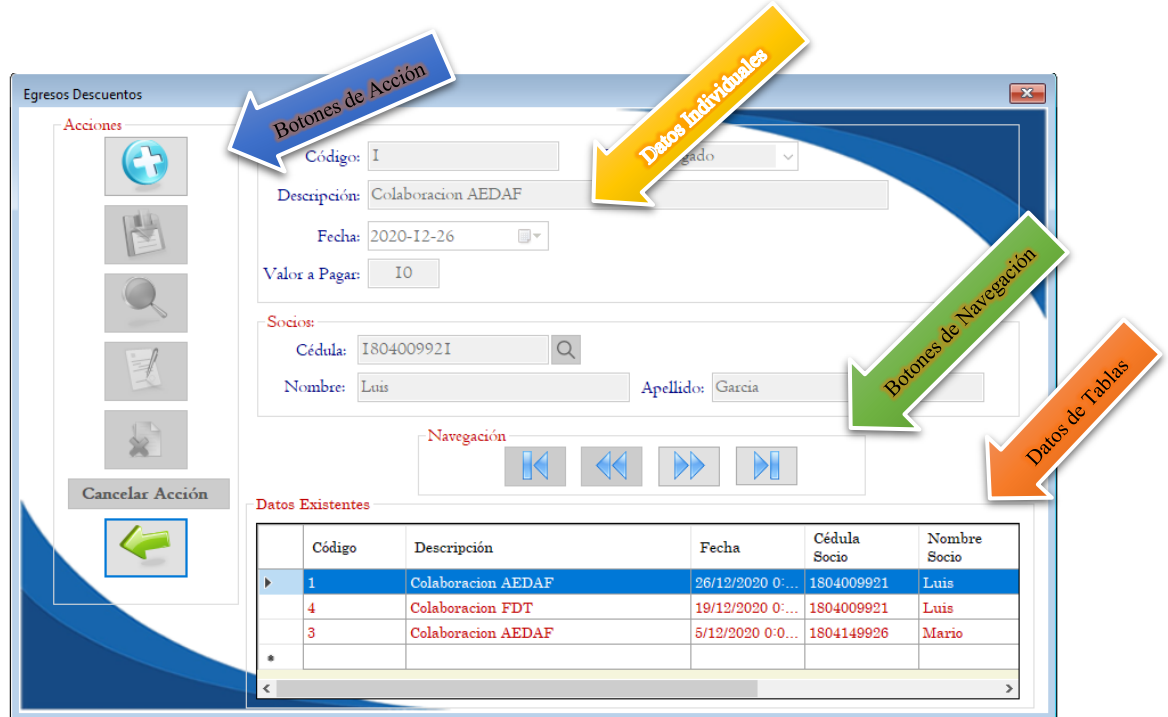 Egresos Descuentos
Botones de Acción
Datos Individuales
Botones de Navegación
Datos de Tablas
Acciones
Cancelar Acción
Código: I
Descripción: Colaboracion AEDAF
Fecha: 2020-12-26
Valor a Pagar: 10
Socios:
Cédula: 1804009921
Nombre: Luis Apellido: Garcia
Navegación
Datos Existentes
Código Descripción Fecha Cédula Socio Nombre Socio
1 Colaboracion AEDAF 26/12/2020 0:... 1804009921 Luis
4 Colaboracion FDT 19/12/2020 0:... 1804009921 Luis
3 Colaboracion AEDAF 5/12/2020 0:0... 1804149926 Mario